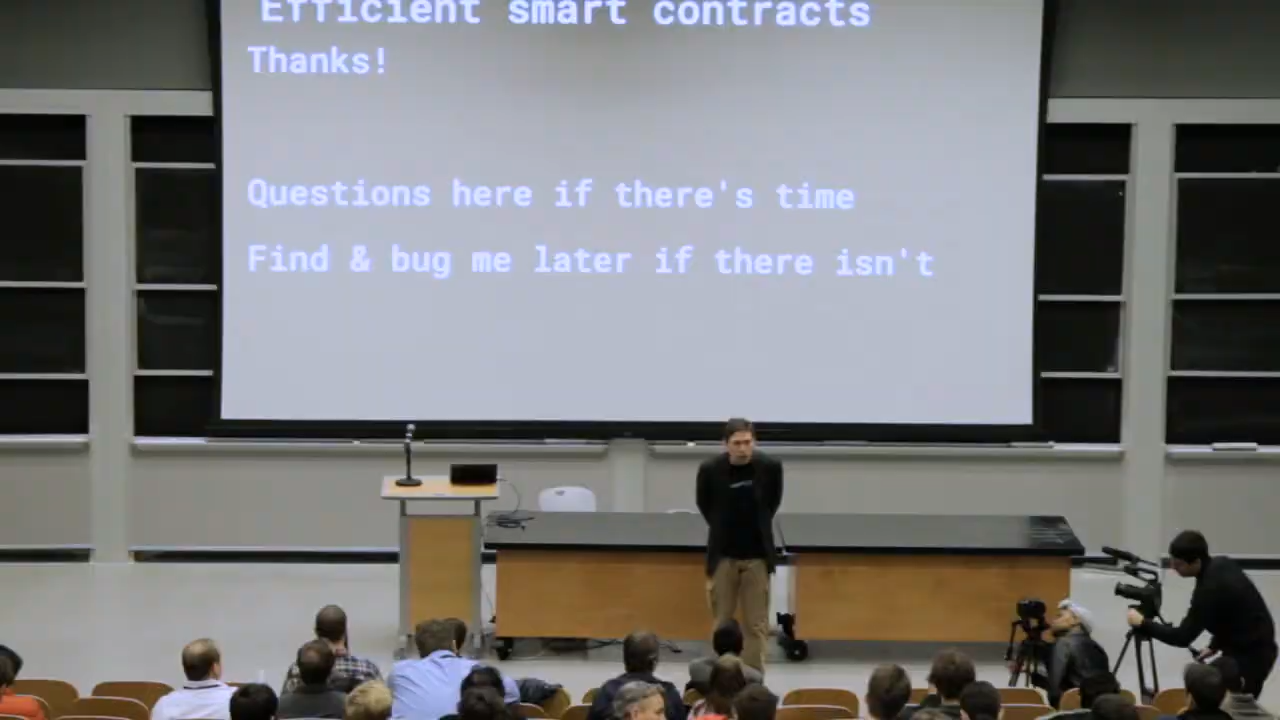 Efficient smart contracts
Thanks!
Questions here if there's time
Find & bug me later if there isn't